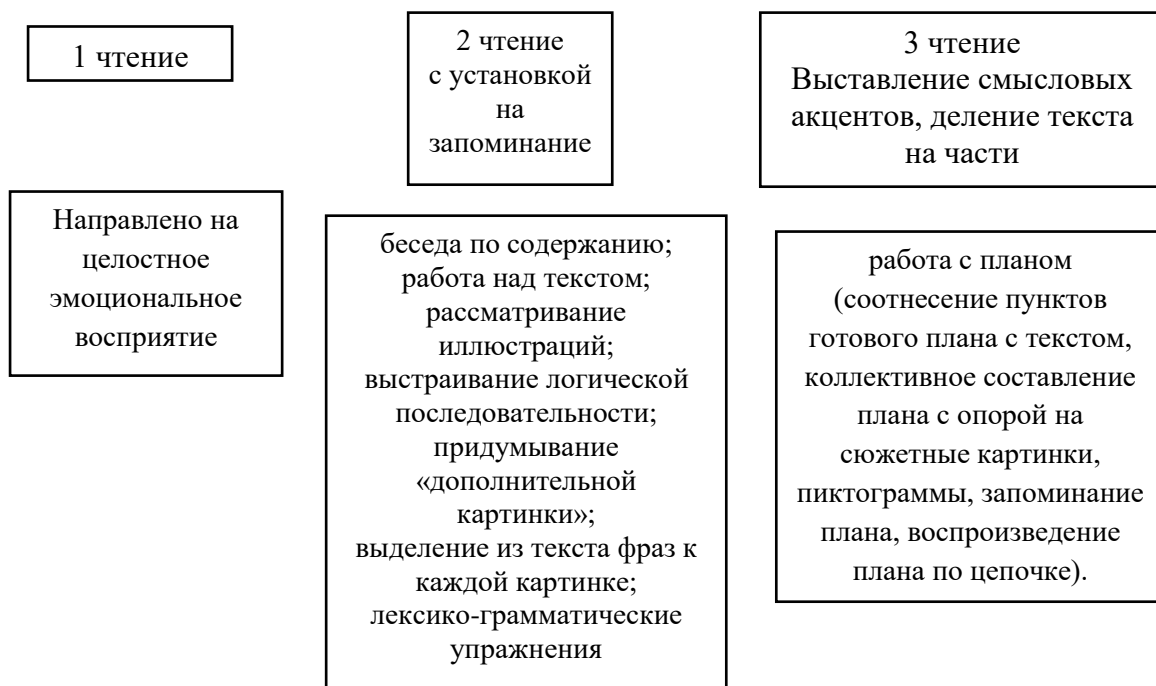 1 чтение
Направлено на
целостное
эмоциональное
восприятие
2 чтение
с установкой
на
запоминание
беседа по содержанию;
работа над текстом;
рассматривание
иллюстраций;
выстраивание логической
последовательности;
придумывание
«дополнительной
картинки»;
выделение из текста фраз к
каждой картинке;
лексико-грамматические
упражнения
3 чтение
Выставление смысловых
акцентов, деление текста
на части
работа с планом
(соотнесение пунктов
готового плана с текстом,
коллективное составление
плана с опорой на
сюжетные картинки,
пиктограммы, запоминание
плана, воспроизведение
плана по цепочке).